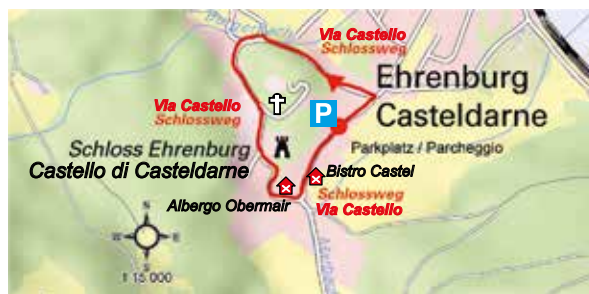 Via Castello
Schlossweg
Ehrenburg
Casteldarne
P
Parkplatz / Parcheggio
Via Castello
Schlossweg
Schloss Ehrenburg
Castello di Casteldarne
Bistro Castel
Albergo Obermair
Schlossweg
Via Castello
N
W E
S
1:15 000